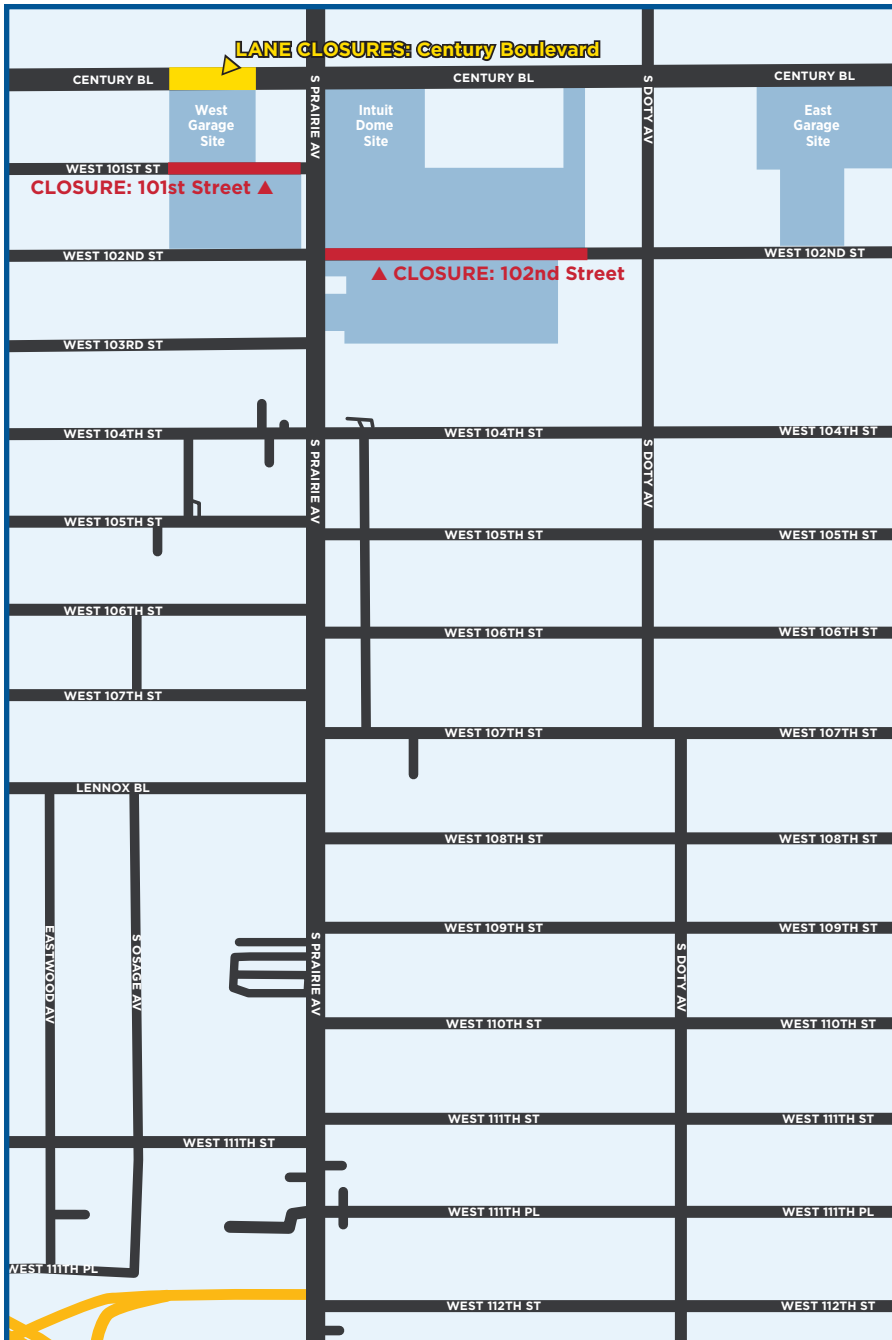 LANE CLOSURES: Century Boulevard
CENTURY BL
CENTURY BL
CENTURY BL
S PRAIRIE AV
S DOTY AV
West
Garage
Site
Intuit
Dome
Site
East
Garage
Site
WEST 101ST ST
CLOSURE: 101st Street ▲
WEST 102ND ST
WEST 102ND ST
▲ CLOSURE: 102nd Street
WEST 103RD ST
WEST 104TH ST
WEST 104TH ST
WEST 104TH ST
S PRAIRIE AV
S DOTY AV
WEST 105TH ST
WEST 105TH ST
WEST 105TH ST
WEST 106TH ST
WEST 106TH ST
WEST 106TH ST
WEST 107TH ST
WEST 107TH ST
WEST 107TH ST
LENNOX BL
WEST 108TH ST
WEST 108TH ST
WEST 109TH ST
WEST 109TH ST
EASTWOOD AV
S OSAGE AV
S PRAIRIE AV
S DOTY AV
WEST 110TH ST
WEST 110TH ST
WEST 111TH ST
WEST 111TH ST
WEST 111TH ST
WEST 111TH PL
WEST 111TH PL
WEST 111TH PL
WEST 112TH ST
WEST 112TH ST